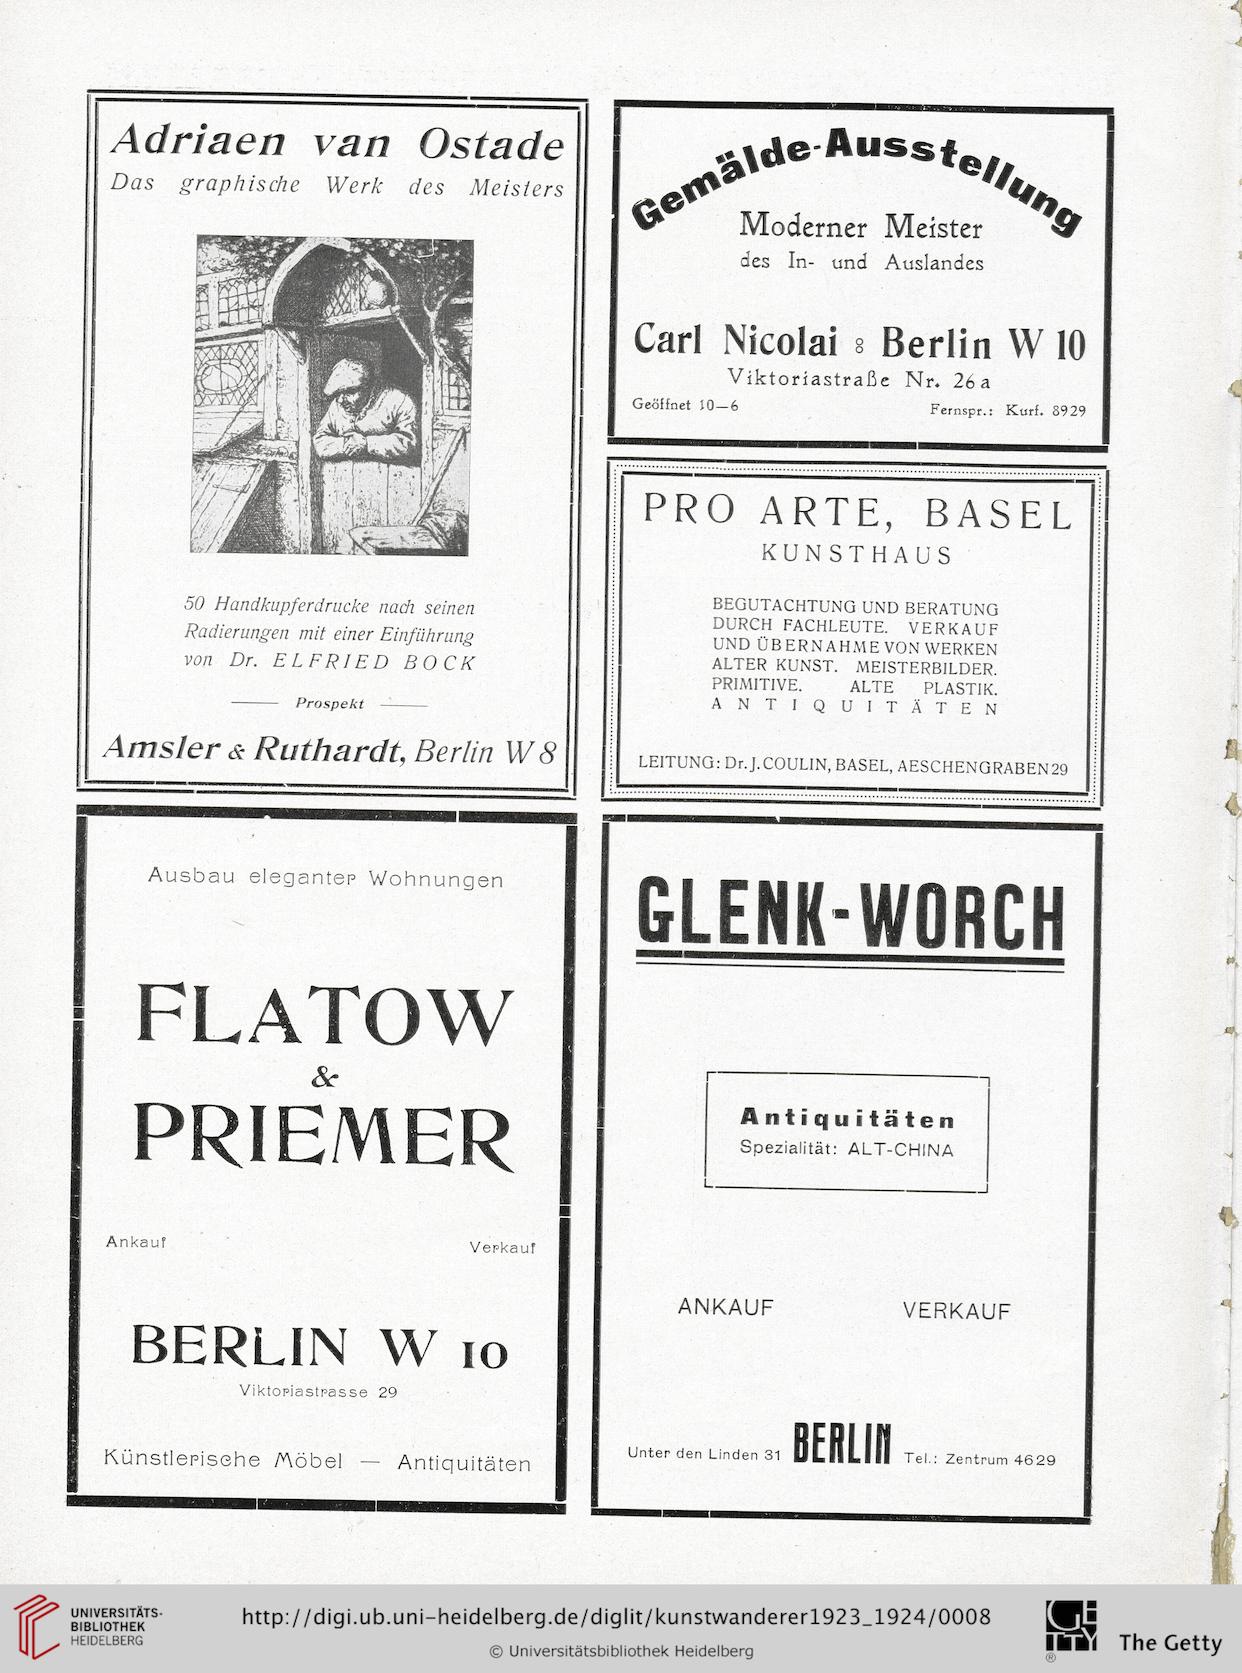 Adriaen van Ostade
Das graphische Werk des Meisters
50 Handkupferdrucke nach seinen
Radierungen mit einer Einführung
von Dr. ELFRIED BOCK
Prospekt
Amsler & Ruthardt, Berlin W 8
Gemälde-Ausstellung
Moderner Meister
des In- und Auslandes
Carl Nicolai 8 Berlin W 10
Viktoriastraße Nr. 26 a
Geöffnet 10—6
Fernspr.: Kurf. 8929
PRO ARTE, BASEL
KUNSTHAUS
BEGUTACHTUNG UND BERATUNG
DURCH FACHLEUTE. VERKAUF
UND ÜBERNAHME VON WERKEN
ALTER KUNST. MEISTERBILDER.
PRIMITIVE. ALTE PLASTIK.
ANTIQUITÄTEN
LEITUNG: Dr. J. COULIN, BASEL, AESCHENGRABEN 29
Ausbau eleganter Wohnungen
FLATOW
&
PRIEMER
Ankauf Verkauf
BERLIN W 10
Viktoriastrasse 29
Künstlerische Möbel — Antiquitäten
GLENK-WORCH
Antiquitäten
Spezialität: ALT-CHINA
ANKAUF VERKAUF
Unter den Linden 31 BERLIN Tel.: Zentrum 4629
UNIVERSITÄTS-
BIBLIOTHEK
HEIDELBERG
http://digi.ub.uni-heidelberg.de/diglit/kunstwanderer1923_1924/0008
© Universitätsbibliothek Heidelberg
The Getty